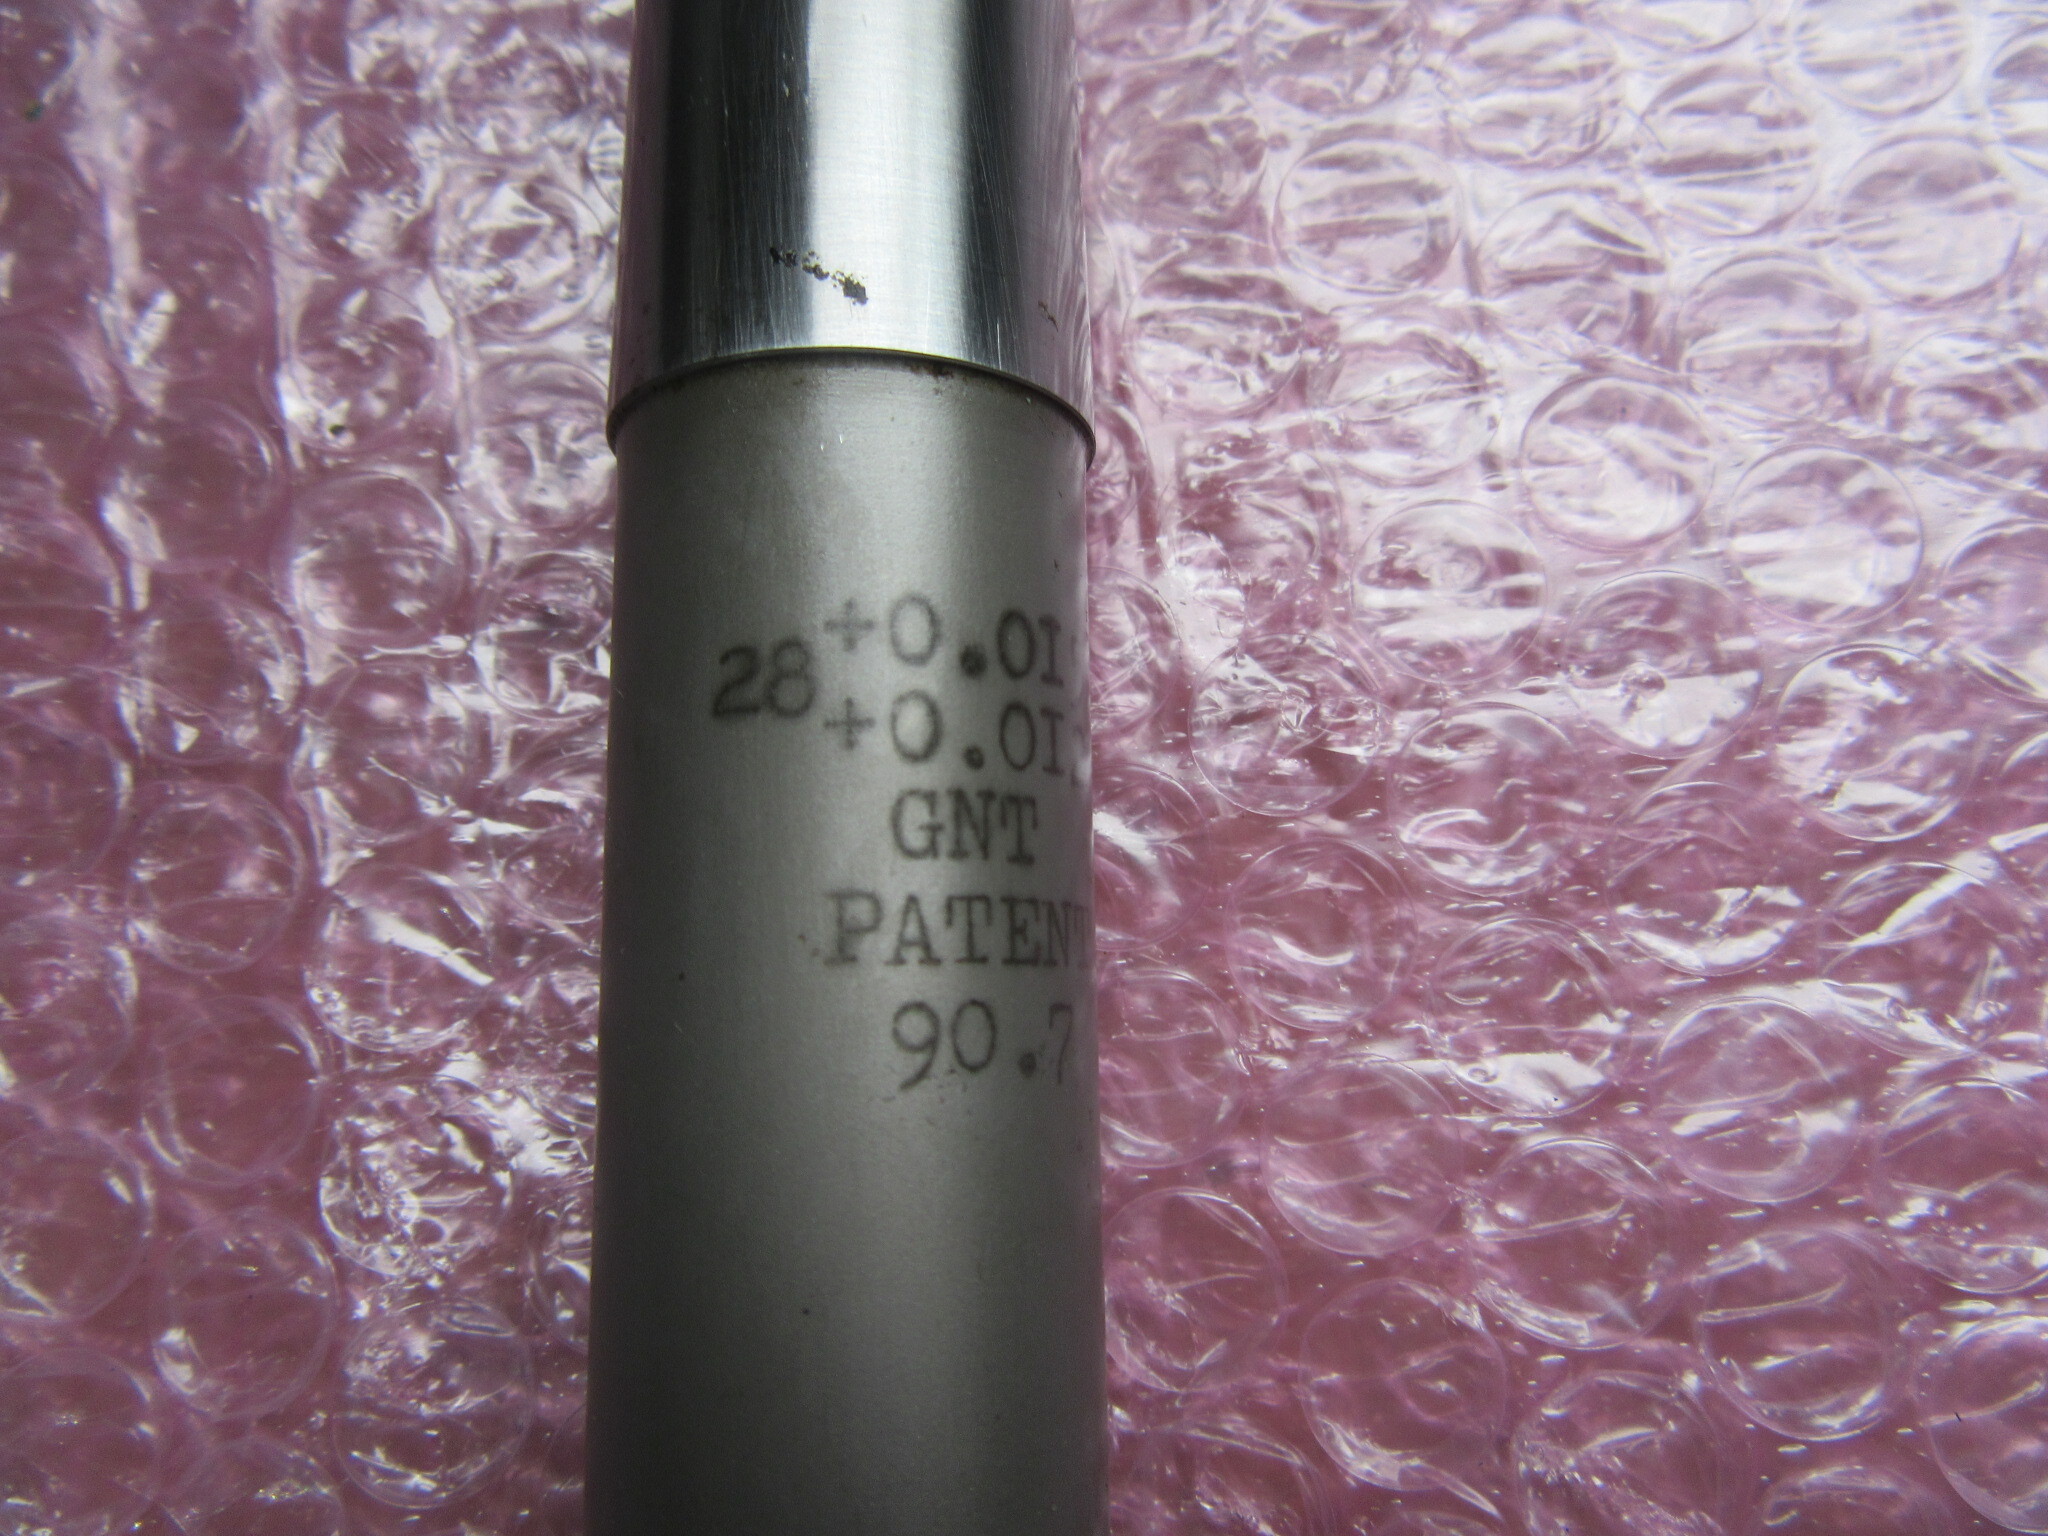 28 +0.01
+0.01
GNT
PATENT
90.7